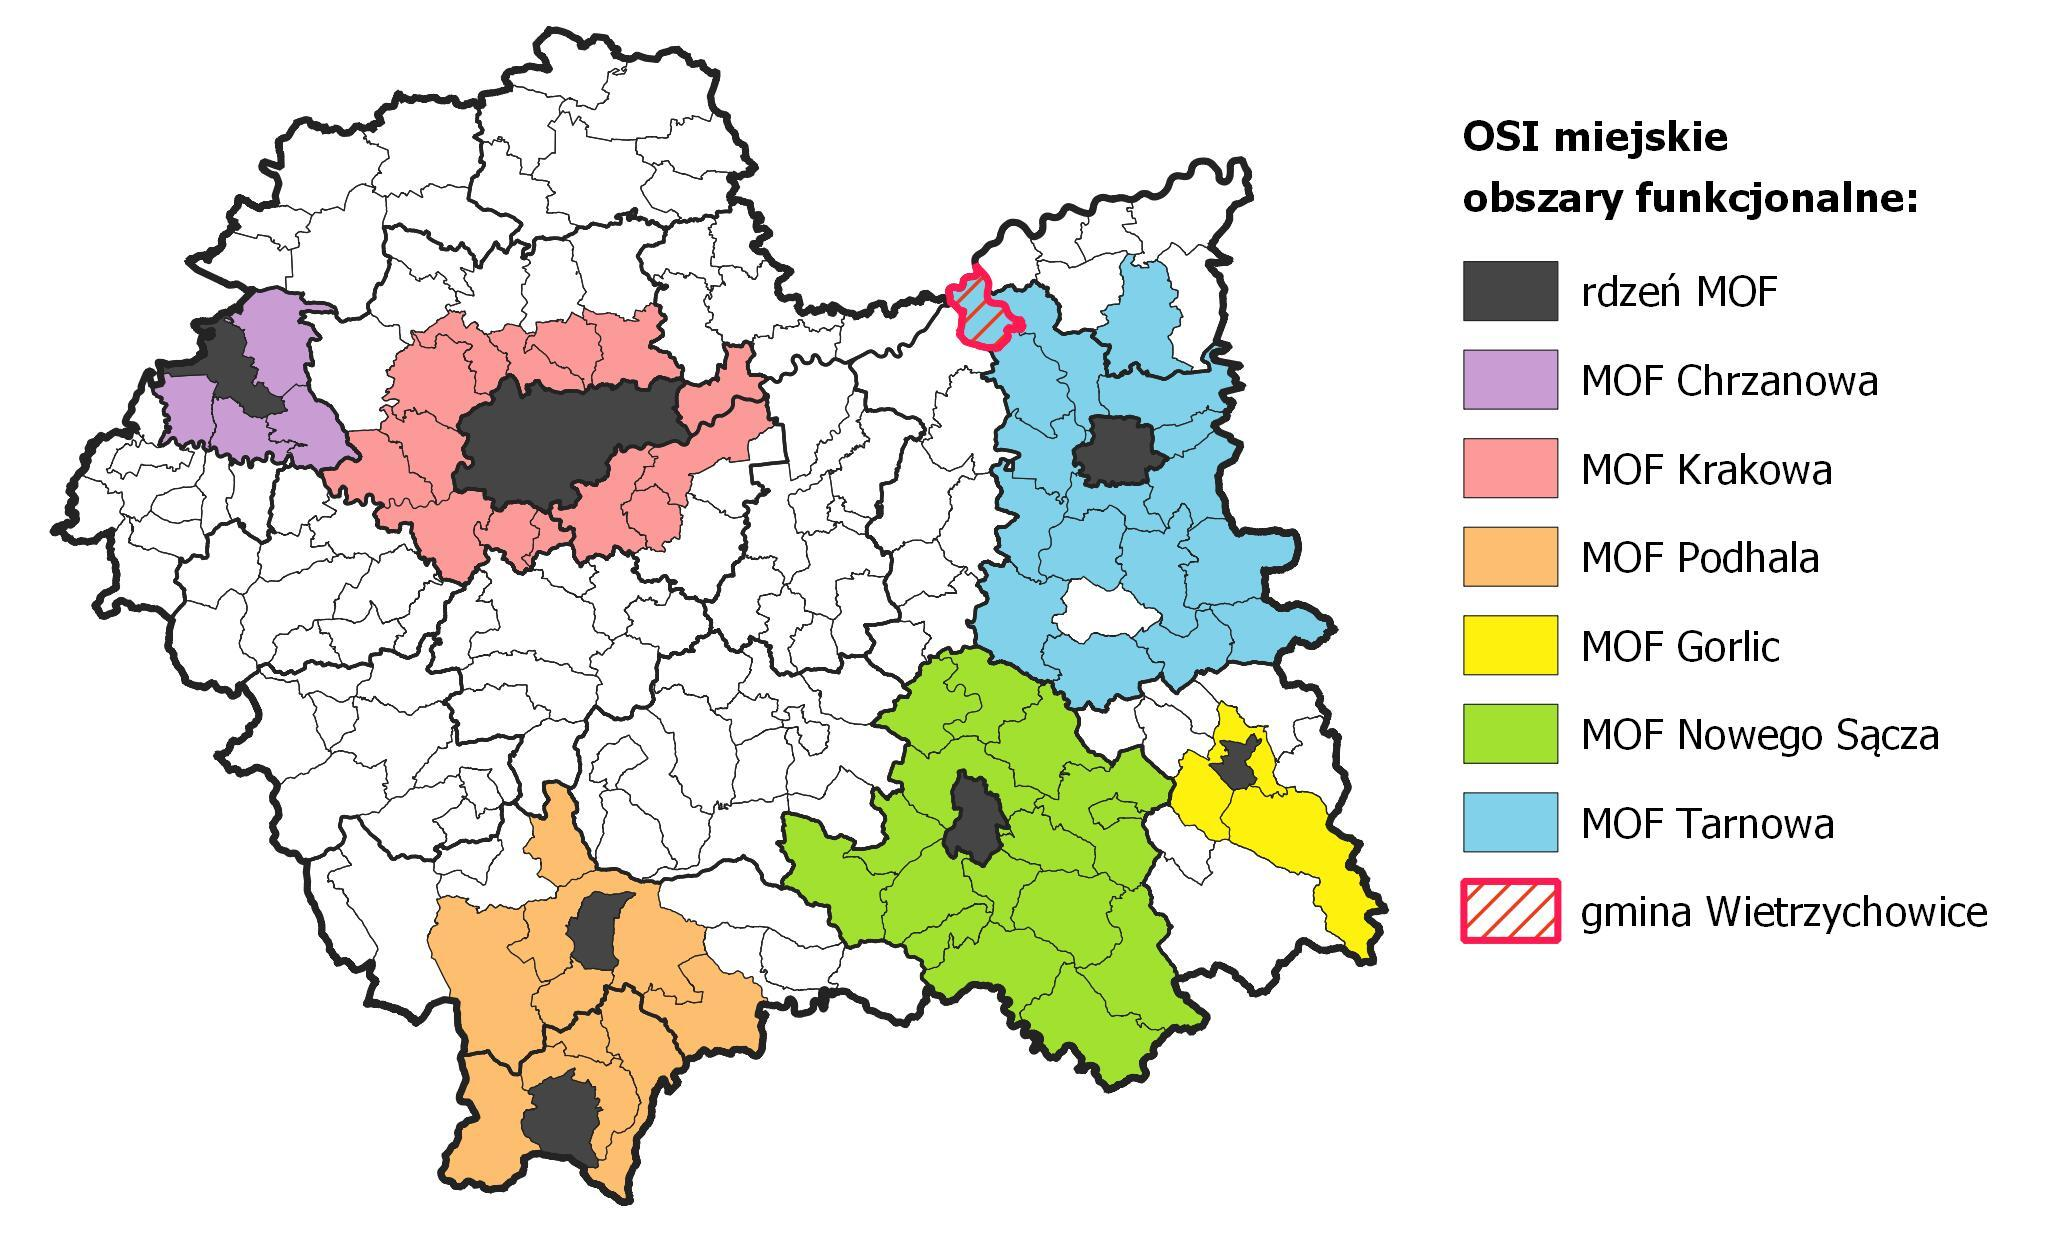 OSI miejskie
obszary funkcjonalne:
rdzeń MOF
MOF Chrzanowa
MOF Krakowa
MOF Podhala
MOF Gorlic
MOF Nowego Sącza
MOF Tarnowa
gmina Wietrzychowice